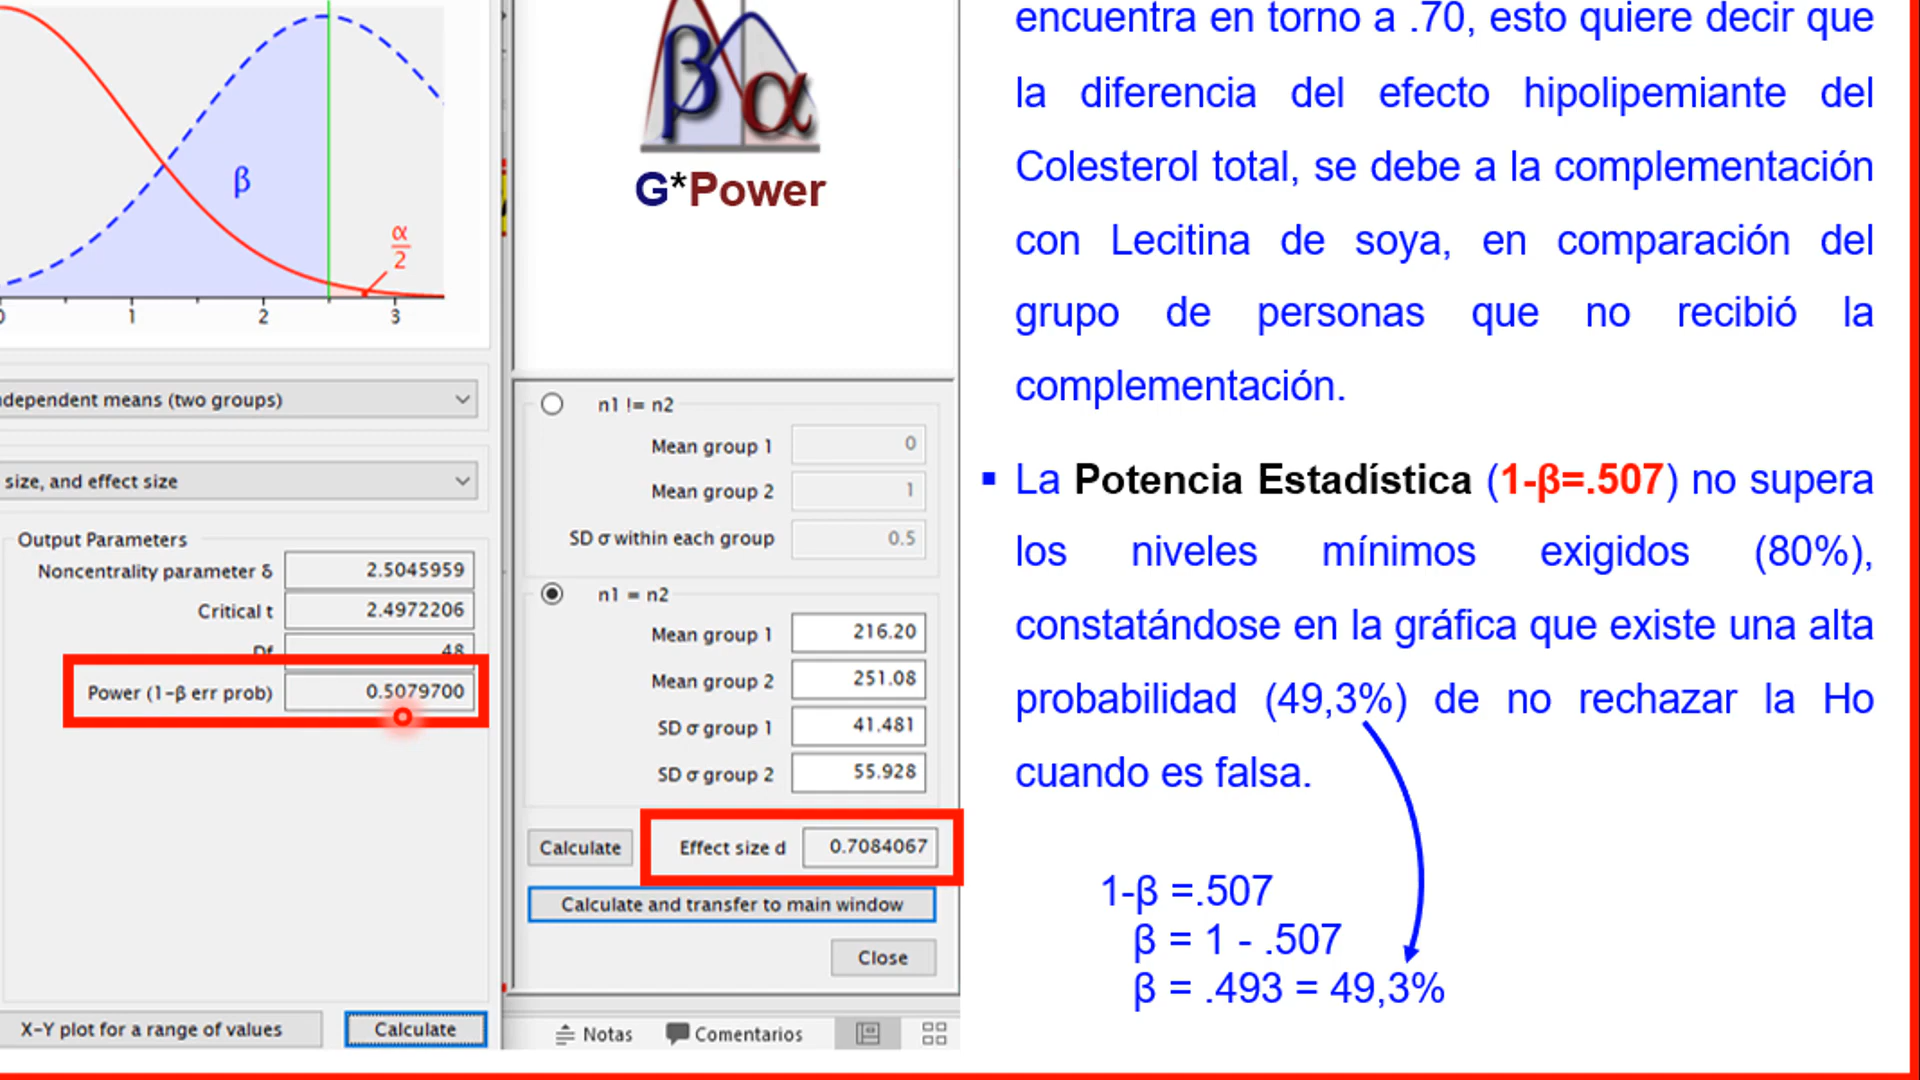 β
α
2
0
1
2
3
independent means (two groups)
size, and effect size
Output Parameters
Noncentrality parameter δ 2.5045959
Critical t 2.4972206
Df 48
Power (1-β err prob) 0.5079700
X-Y plot for a range of values
Calculate
β α
G*Power
n1 != n2
Mean group 1 0
Mean group 2 1
SD σ within each group 0.5
n1 = n2
Mean group 1 216.20
Mean group 2 251.08
SD σ group 1 41.481
SD σ group 2 55.928
Calculate Effect size d 0.7084067
Calculate and transfer to main window
Close
Notas Comentarios
encuentra en torno a .70, esto quiere decir que
la diferencia del efecto hipolipemiante del
Colesterol total, se debe a la complementación
con Lecitina de soya, en comparación del
grupo de personas que no recibió la
complementación.
▪ La Potencia Estadística (1-β=.507) no supera
los niveles mínimos exigidos (80%),
constatándose en la gráfica que existe una alta
probabilidad (49,3%) de no rechazar la Ho
cuando es falsa.
1-β =.507
β = 1 - .507
β = .493 = 49,3%